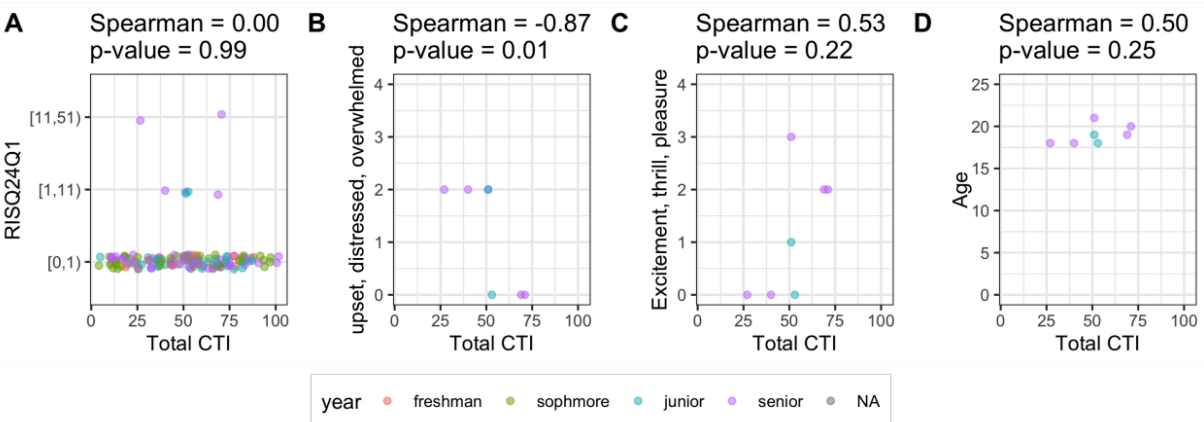 A
Spearman = 0.00
p-value = 0.99
RISQ24Q1
[11,51)
[1,11)
[0,1)
0 25 50 75 100
Total CTI
B
Spearman = -0.87
p-value = 0.01
upset, distressed, overwhelmed
4
3
2
1
0
0 25 50 75 100
Total CTI
C
Spearman = 0.53
p-value = 0.22
Excitement, thrill, pleasure
4
3
2
1
0
0 25 50 75 100
Total CTI
D
Spearman = 0.50
p-value = 0.25
Age
25
20
15
10
5
0
0 25 50 75 100
Total CTI
year freshman sophmore junior senior NA